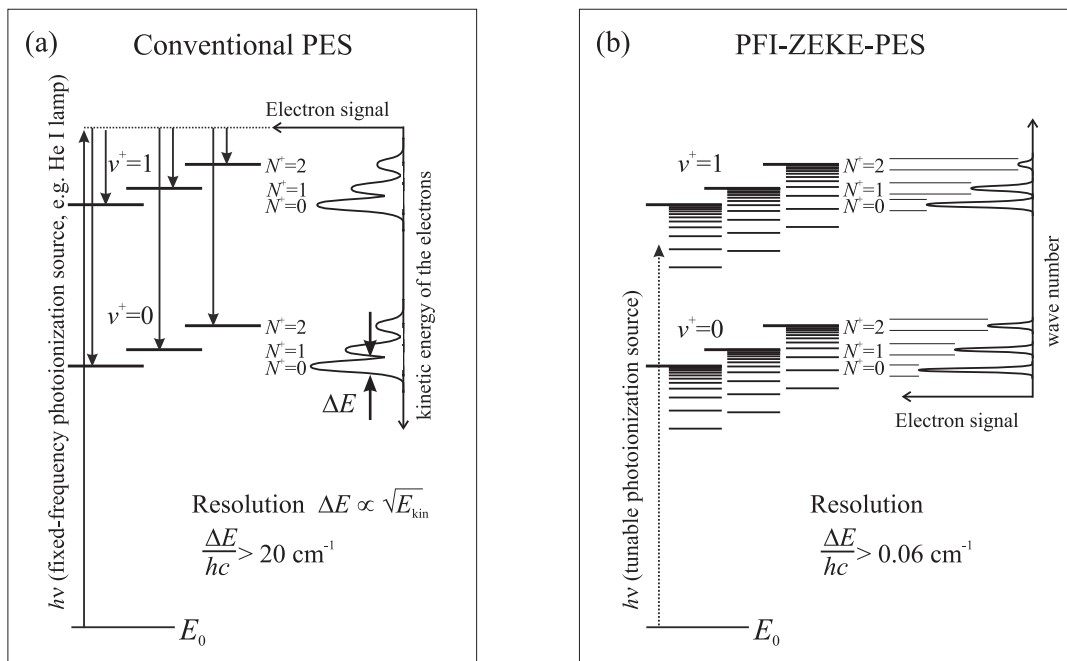 (a)
Conventional PES
Electron signal
hν (fixed-frequency photoionization source, e.g. He I lamp)
v⁺=1
N⁺=2
N⁺=1
N⁺=0
v⁺=0
N⁺=2
N⁺=1
N⁺=0
ΔE
kinetic energy of the electrons
Resolution ΔE ∝ √E_kin
ΔE/hc > 20 cm⁻¹
E₀
(b)
PFI-ZEKE-PES
v⁺=1
N⁺=2
N⁺=1
N⁺=0
wave number
v⁺=0
N⁺=2
N⁺=1
N⁺=0
Electron signal
hν (tunable photoionization source)
Resolution
ΔE/hc > 0.06 cm⁻¹
E₀